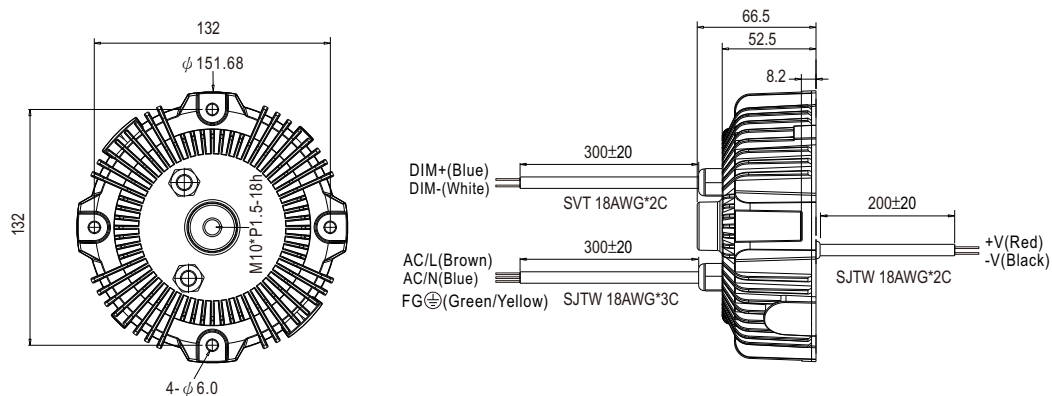 132
ϕ 151.68
132
M10*P1.5-18
4- ϕ 6.0
66.5
52.5
8.2
300±20
DIM+(Blue)
DIM-(White)
SVT 18AWG*2C
200±20
+V(Red)
-V(Black)
SJTW 18AWG*2C
300±20
AC/L(Brown)
AC/N(Blue)
FG⏚(Green/Yellow)
SJTW 18AWG*3C